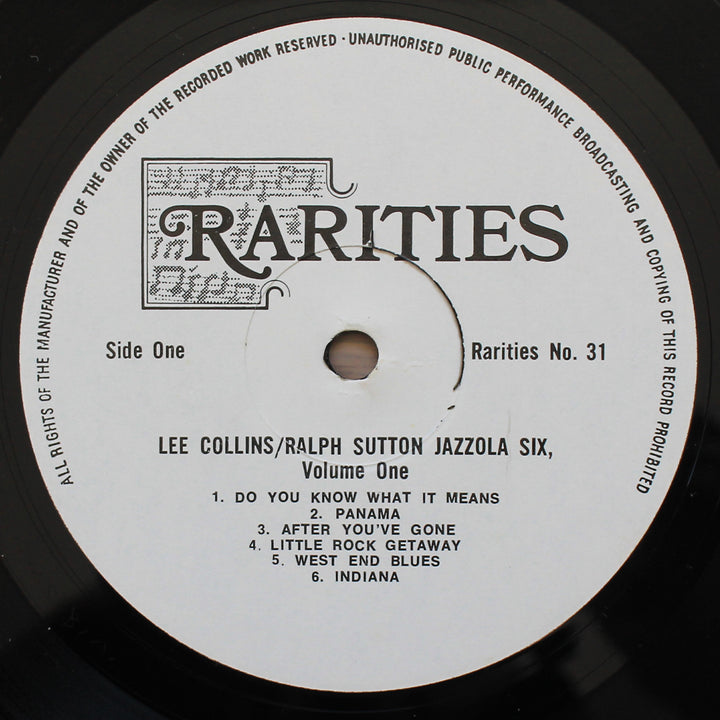 ALL RIGHTS OF THE MANUFACTURER AND OF THE OWNER OF THE RECORDED WORK RESERVED · UNAUTHORISED PUBLIC PERFORMANCE BROADCASTING AND COPYING OF THIS RECORD PROHIBITED
RARITIES
Side One
Rarities No. 31
LEE COLLINS/RALPH SUTTON JAZZOLA SIX,
Volume One
1. DO YOU KNOW WHAT IT MEANS
2. PANAMA
3. AFTER YOU'VE GONE
4. LITTLE ROCK GETAWAY
5. WEST END BLUES
6. INDIANA